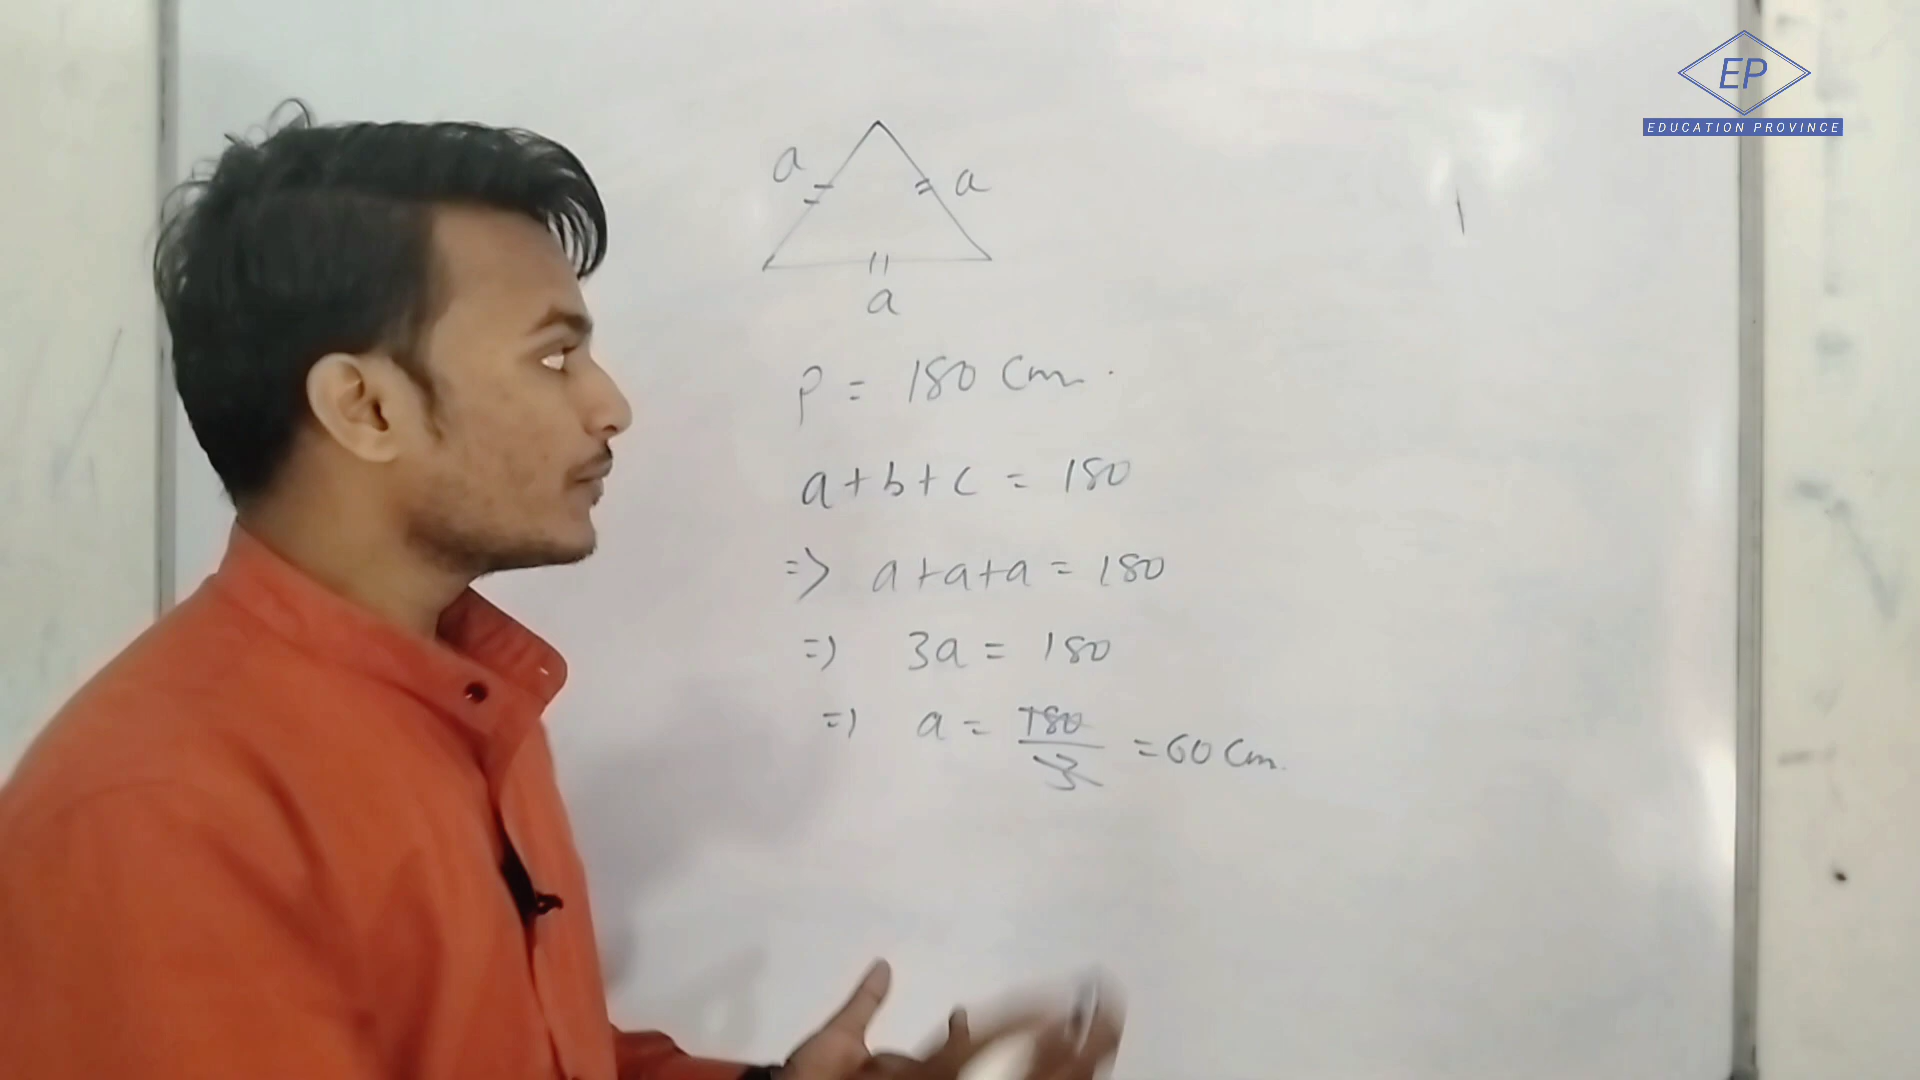 EP
EDUCATION PROVINCE
a
a
a
P = 180 cm.
a+b+c = 180
=> a+a+a = 180
=> 3a = 180
=> a = 180/3 = 60 cm.